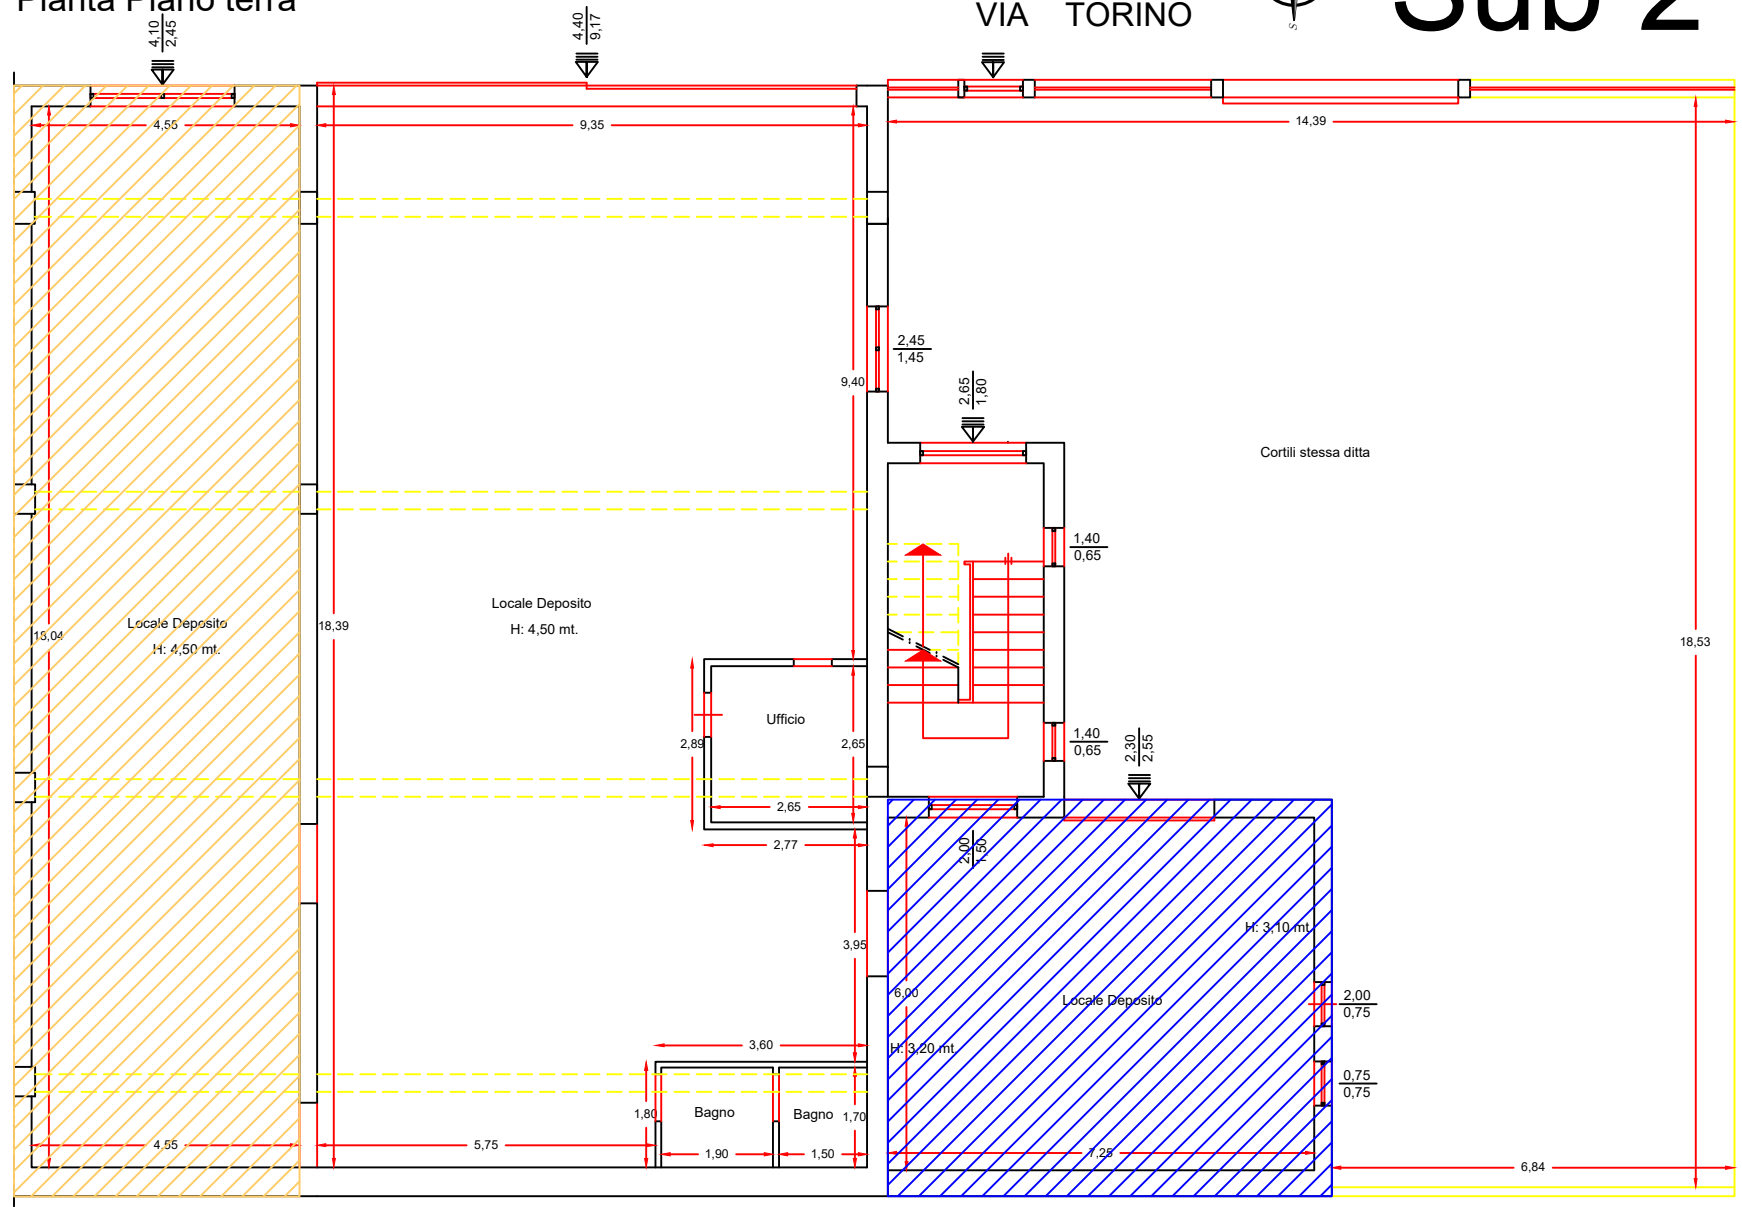 Pianta Piano terra
VIA TORINO
Sub 2
S
4,10
2,45
4,40
9,17
4,55
9,35
14,39
2,45
1,45
9,40
2,65
1,80
Cortili stessa ditta
1,40
0,65
Locale Deposito
H: 4,50 mt.
18,39
Locale Deposito
H: 4,50 mt.
18,53
Ufficio
2,89
2,65
1,40
0,65
2,30
2,55
2,65
2,77
2,00
1,50
H: 3,10 mt.
3,95
6,00
Locale Deposito
2,00
0,75
3,60
H: 3,20 mt.
0,75
0,75
1,80
Bagno
Bagno
1,70
4,55
5,75
1,90
1,50
7,25
6,84